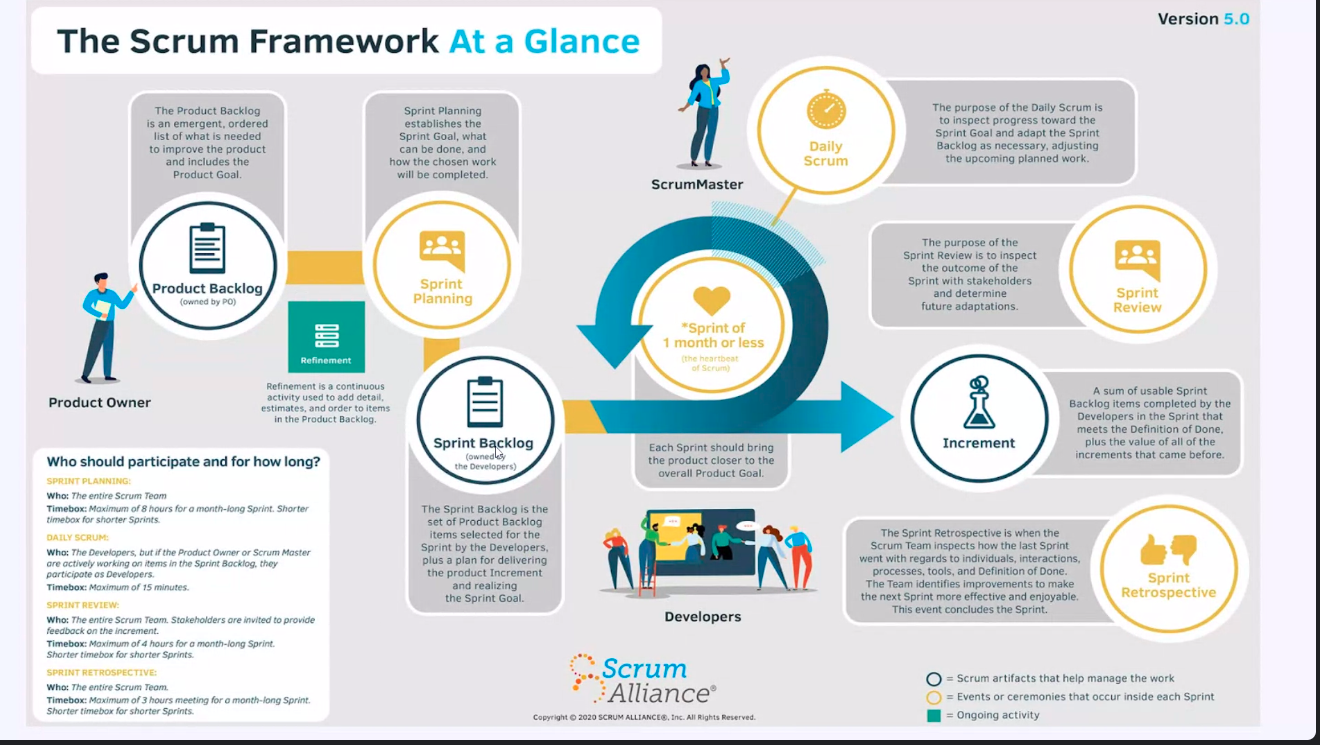 The Scrum Framework At a Glance
Version 5.0
The Product Backlog
is an emergent, ordered
list of what is needed
to improve the product
and includes the
Product Goal.
Product Backlog
(owned by PO)
Product Owner
Sprint Planning
establishes the
Sprint Goal, what
can be done, and
how the chosen work
will be completed.
Sprint
Planning
Refinement
Refinement is a continuous
activity used to add detail,
estimates, and order to items
in the Product Backlog.
Sprint Backlog
(owned by
the Developers)
The Sprint Backlog is the
set of Product Backlog
items selected for the
Sprint by the Developers,
plus a plan for delivering
the product Increment
and realizing
the Sprint Goal.
ScrumMaster
Daily
Scrum
The purpose of the Daily Scrum is
to inspect progress toward the
Sprint Goal and adapt the Sprint
Backlog as necessary, adjusting
the upcoming planned work.
*Sprint of
1 month or less
(the heartbeat
of Scrum)
Each Sprint should bring
the product closer to the
overall Product Goal.
Developers
The purpose of the
Sprint Review is to inspect
the outcome of the
Sprint with stakeholders
and determine
future adaptations.
Sprint
Review
Increment
A sum of usable Sprint
Backlog items completed by the
Developers in the Sprint that
meets the Definition of Done,
plus the value of all of the
increments that came before.
The Sprint Retrospective is when the
Scrum Team inspects how the last Sprint
went with regards to individuals, interactions,
processes, tools, and Definition of Done.
The Team identifies improvements to make
the next Sprint more effective and enjoyable.
This event concludes the Sprint.
Sprint
Retrospective
Who should participate and for how long?
SPRINT PLANNING:
Who: The entire Scrum Team
Timebox: Maximum of 8 hours for a month-long Sprint. Shorter
timebox for shorter Sprints.
DAILY SCRUM:
Who: The Developers, but if the Product Owner or Scrum Master
are actively working on items in the Sprint Backlog, they
participate as Developers.
Timebox: Maximum of 15 minutes.
SPRINT REVIEW:
Who: The entire Scrum Team. Stakeholders are invited to provide
feedback on the increment.
Timebox: Maximum of 4 hours for a month-long Sprint.
Shorter timebox for shorter Sprints.
SPRINT RETROSPECTIVE:
Who: The entire Scrum Team.
Timebox: Maximum of 3 hours meeting for a month-long Sprint.
Shorter timebox for shorter Sprints.
Scrum
Alliance®
Copyright © 2020 SCRUM ALLIANCE®, Inc. All Rights Reserved.
= Scrum artifacts that help manage the work
= Events or ceremonies that occur inside each Sprint
= Ongoing activity